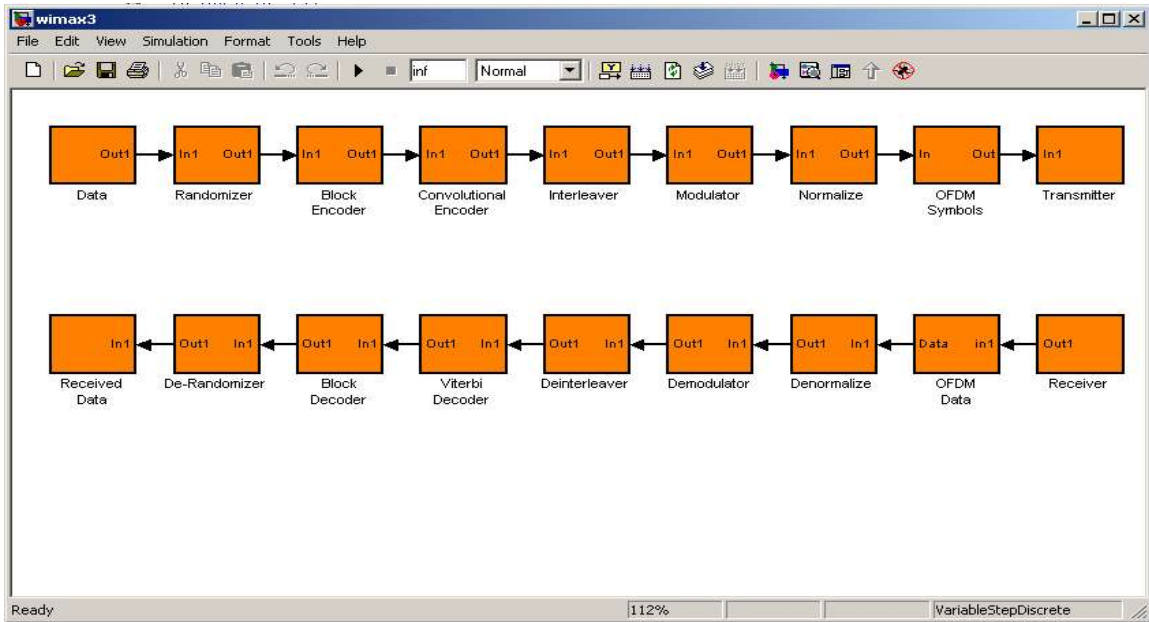 wimax3
File Edit View Simulation Format Tools Help
inf Normal
Out1 In1 Out1 In1 Out1 In1 Out1 In1 Out1 In1 Out1 In1 Out1 In Out In1
Data Randomizer Block Encoder Convolutional Encoder Interleaver Modulator Normalize OFDM Symbols Transmitter
In1 Out1 In1 Out1 In1 Out1 In1 Out1 In1 Out1 In1 Out1 In1 Data in1 Out1
Received Data De-Randomizer Block Decoder Viterbi Decoder Deinterleaver Demodulator Denormalize OFDM Data Receiver
Ready 112% VariableStepDiscrete